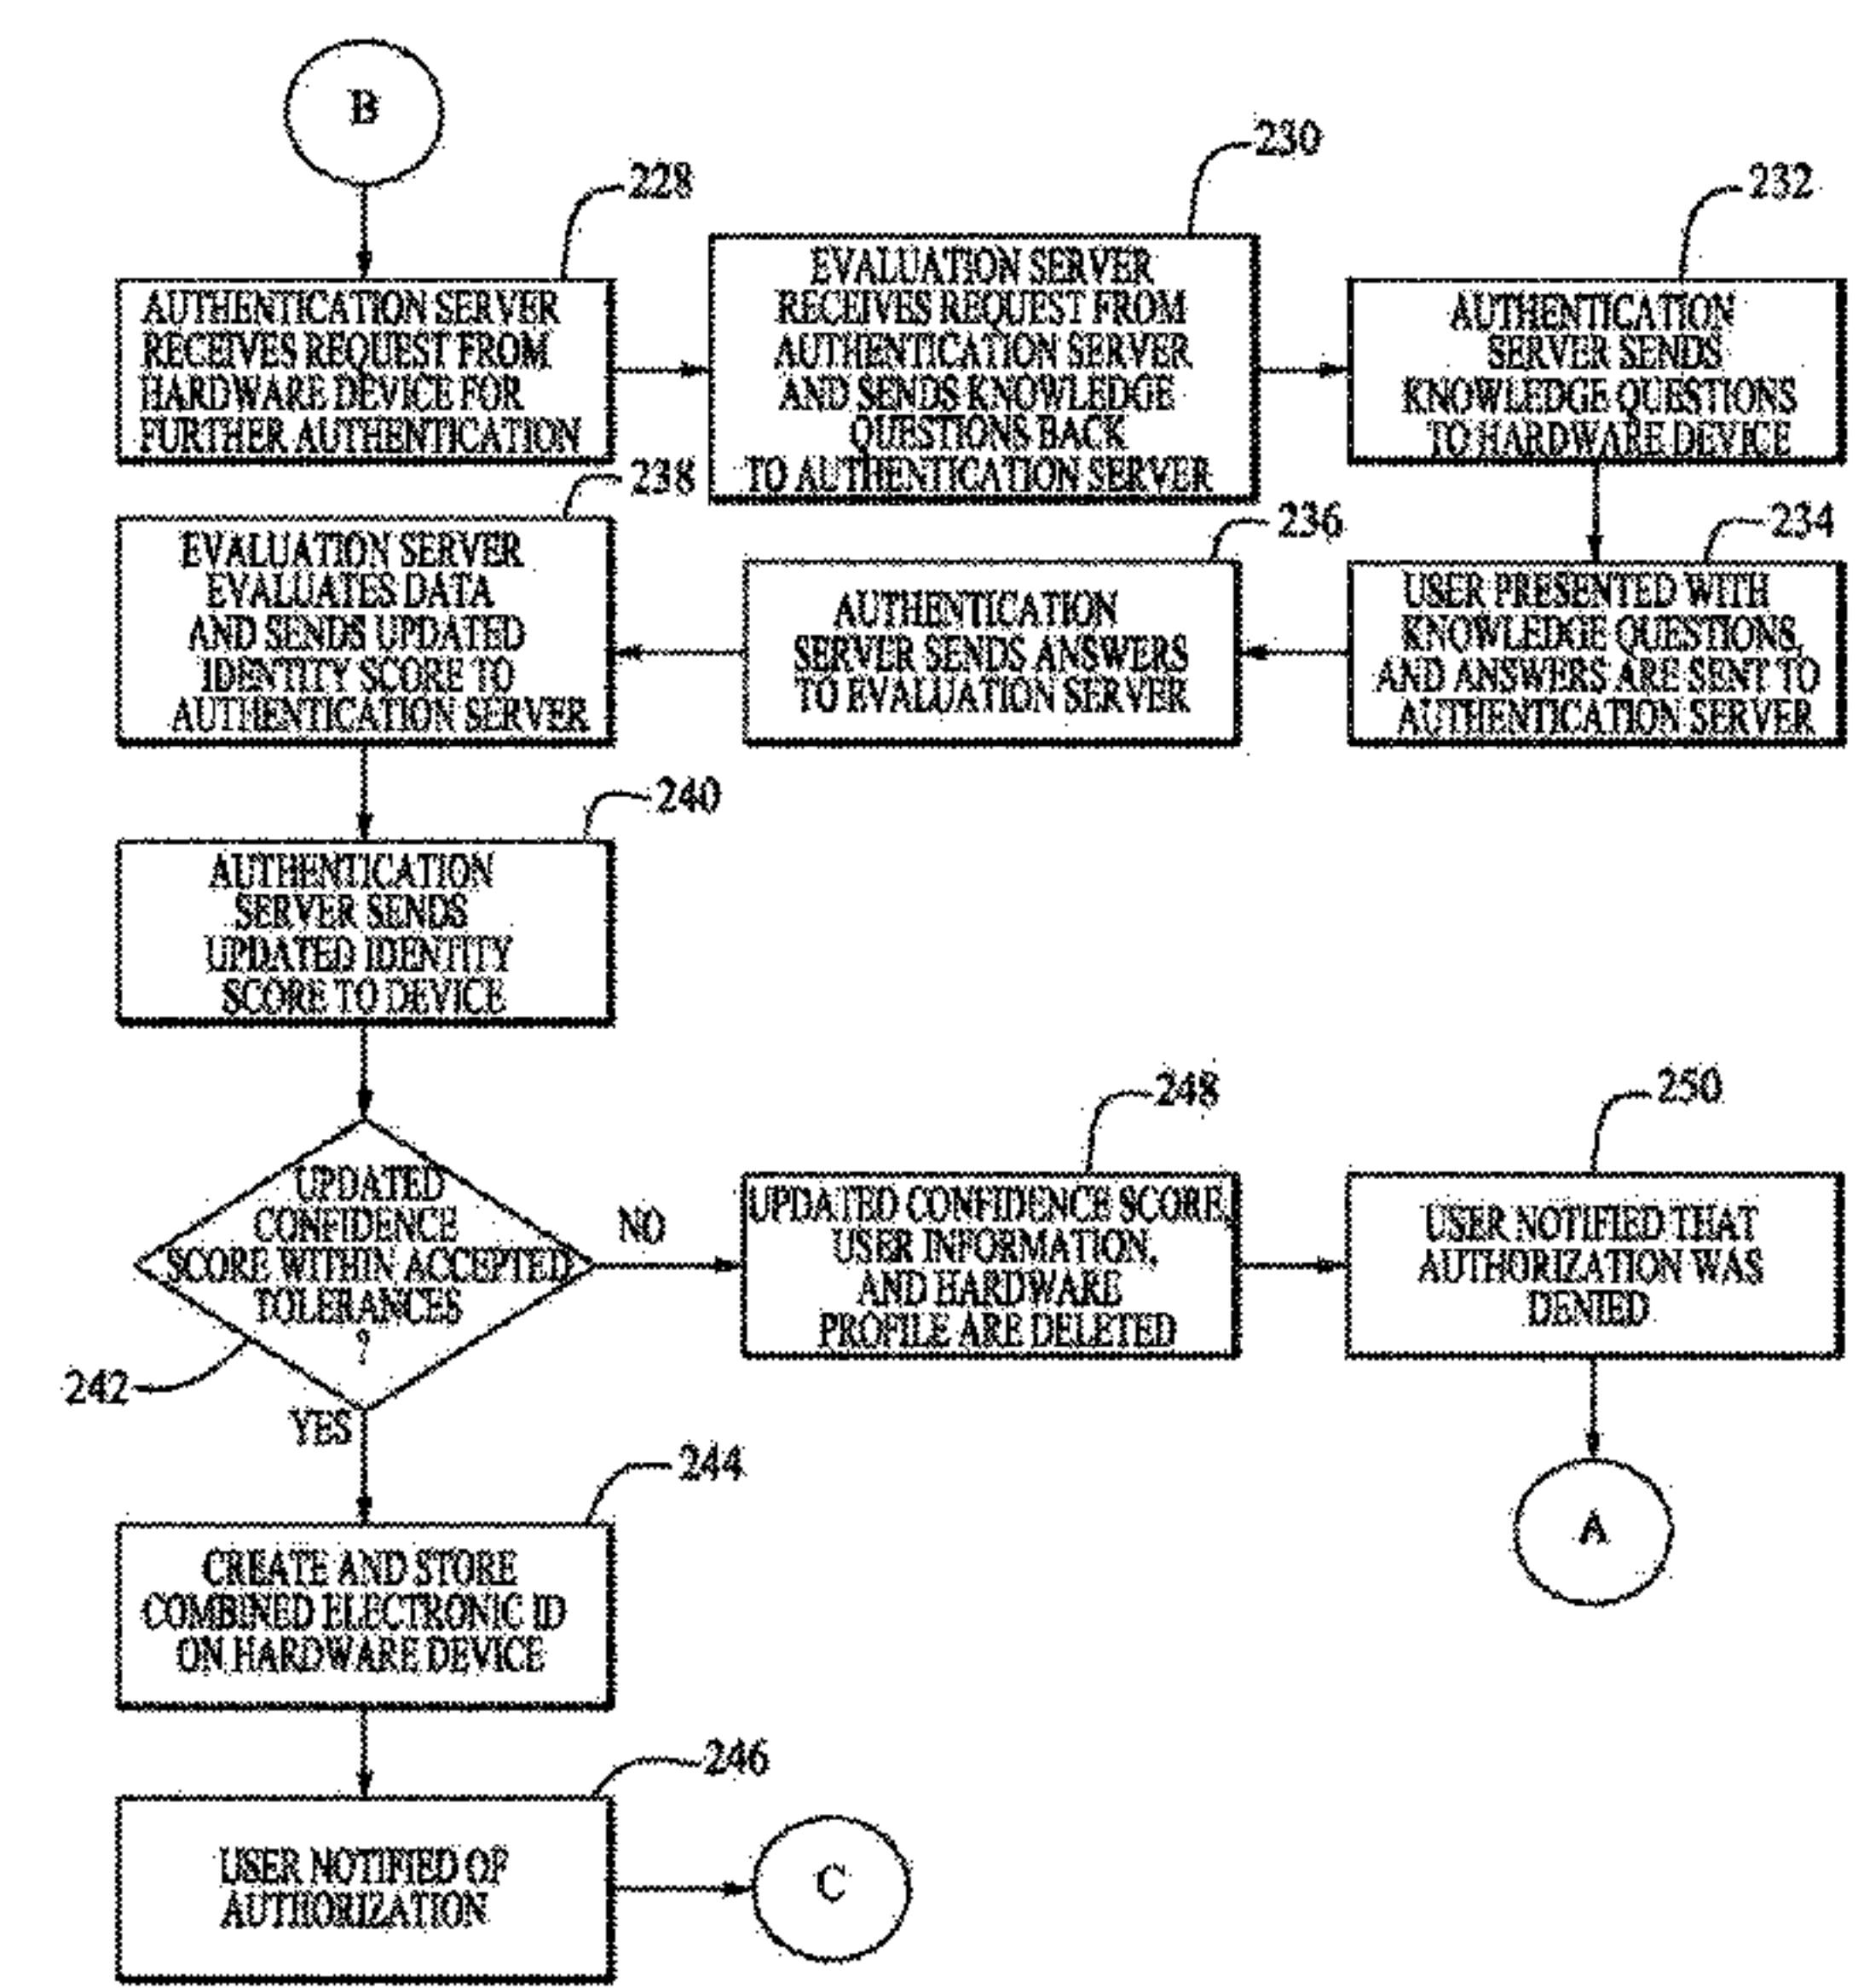 B
228
AUTHENTICATION SERVER
RECEIVES REQUEST FROM
HARDWARE DEVICE FOR
FURTHER AUTHENTICATION
230
EVALUATION SERVER
RECEIVES REQUEST FROM
AUTHENTICATION SERVER
AND SENDS KNOWLEDGE
QUESTIONS BACK
TO AUTHENTICATION SERVER
232
AUTHENTICATION
SERVER SENDS
KNOWLEDGE QUESTIONS
TO HARDWARE DEVICE
234
USER PRESENTED WITH
KNOWLEDGE QUESTIONS,
AND ANSWERS ARE SENT TO
AUTHENTICATION SERVER
236
AUTHENTICATION
SERVER SENDS ANSWERS
TO EVALUATION SERVER
238
EVALUATION SERVER
EVALUATES DATA
AND SENDS UPDATED
IDENTITY SCORE TO
AUTHENTICATION SERVER
240
AUTHENTICATION
SERVER SENDS
UPDATED IDENTITY
SCORE TO DEVICE
UPDATED
CONFIDENCE
SCORE WITHIN ACCEPTED
TOLERANCES
?
242
NO
248
UPDATED CONFIDENCE SCORE,
USER INFORMATION,
AND HARDWARE
PROFILE ARE DELETED
250
USER NOTIFIED THAT
AUTHORIZATION WAS
DENIED
A
YES
244
CREATE AND STORE
COMBINED ELECTRONIC ID
ON HARDWARE DEVICE
246
USER NOTIFIED OF
AUTHORIZATION
C